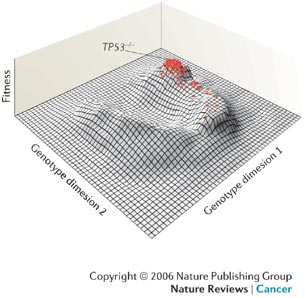 TP53-/-
Fitness
Genotype dimesion 2
Genotype dimesion 1
Copyright © 2006 Nature Publishing Group
Nature Reviews | Cancer